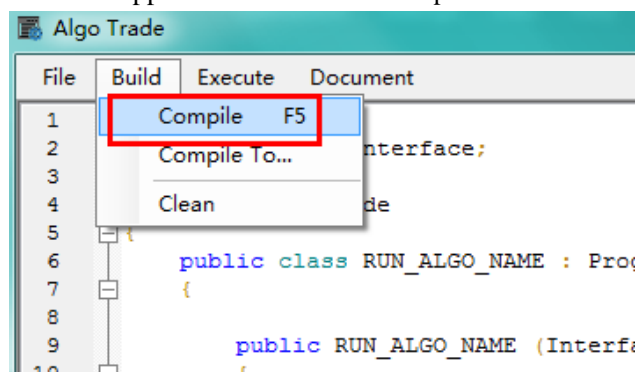 Algo Trade
File Build Execute Document
Compile F5
Compile To...
Clean
1
2 nterface;
3
4 de
5 {
6 public class RUN_ALGO_NAME : Prog
7 {
8
9 public RUN_ALGO_NAME (Interfa
10